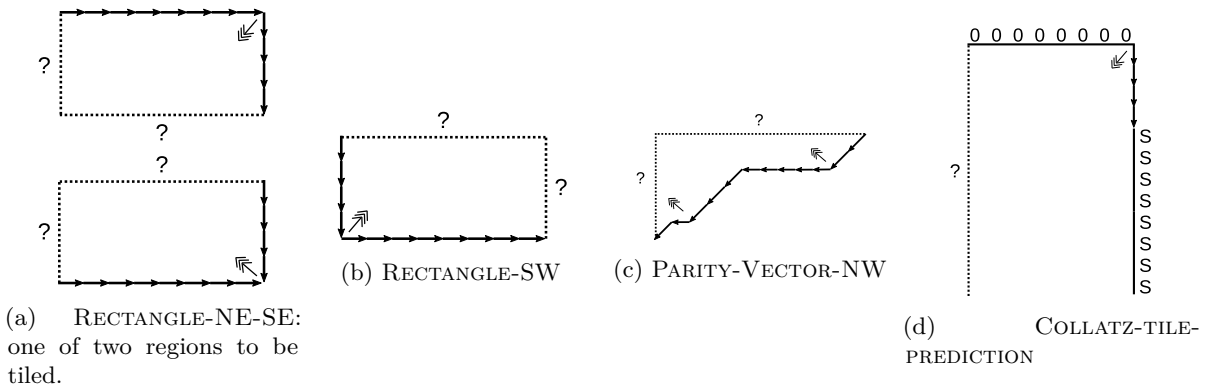 ?
?
?
?
(a) RECTANGLE-NE-SE:
one of two regions to be
tiled.
?
?
(b) RECTANGLE-SW
?
?
(c) PARITY-VECTOR-NW
0 0 0 0 0 0 0 0
?
S
S
S
S
S
S
S
S
(d) COLLATZ-TILE-
PREDICTION